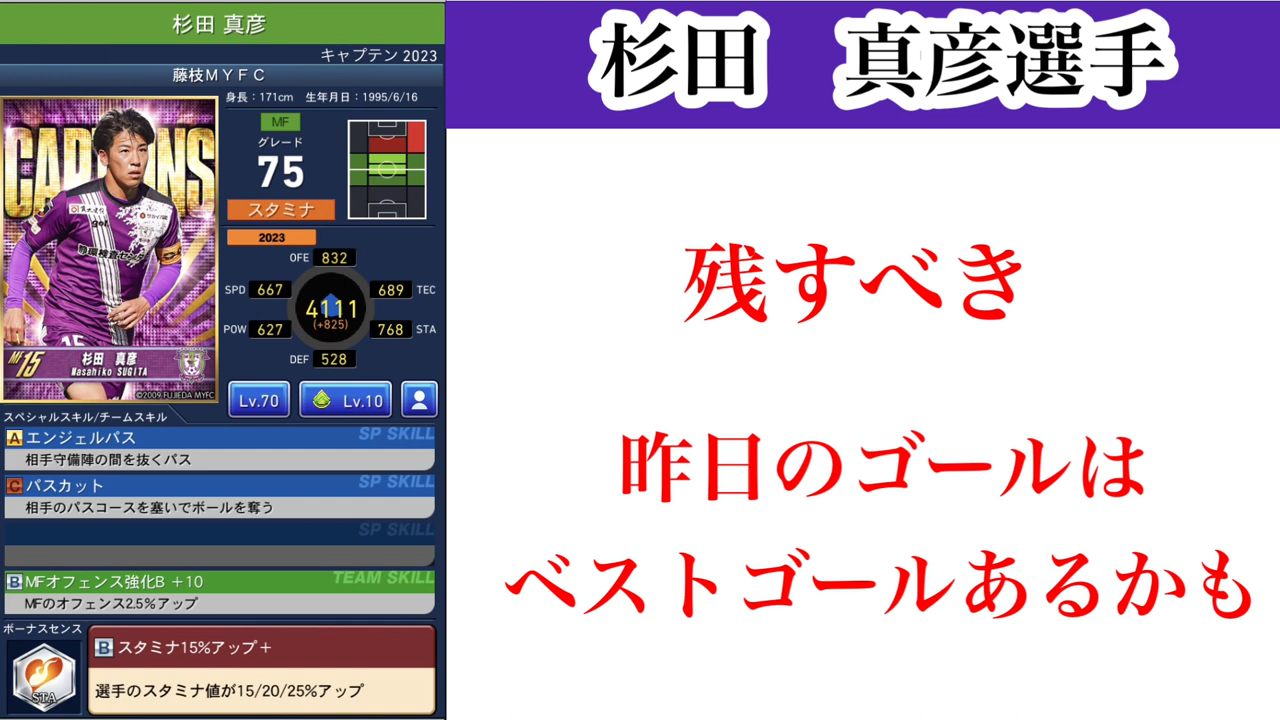 杉田 真彦
キャプテン 2023
藤枝ＭＹＦＣ
身長：171cm 生年月日：1995/6/16
CAPTAINS
MF
グレード
75
スタミナ
2023
OFE 832
SPD 667
689 TEC
4111
(+825)
POW 627
768 STA
DEF 528
MF 15
杉田 真彦
Masahiko SUGITA
©2009 FUJIEDA MYFC
Lv.70
Lv.10
スペシャルスキル/チームスキル
A エンジェルパス SP SKILL
相手守備陣の間を抜くパス
C パスカット SP SKILL
相手のパスコースを塞いでボールを奪う
SP SKILL
B MFオフェンス強化B ＋10 TEAM SKILL
MFのオフェンス2.5％アップ
ボーナスセンス
STA
B スタミナ15%アップ＋
選手のスタミナ値が15/20/25%アップ
杉田 真彦選手
残すべき
昨日のゴールは
ベストゴールあるかも